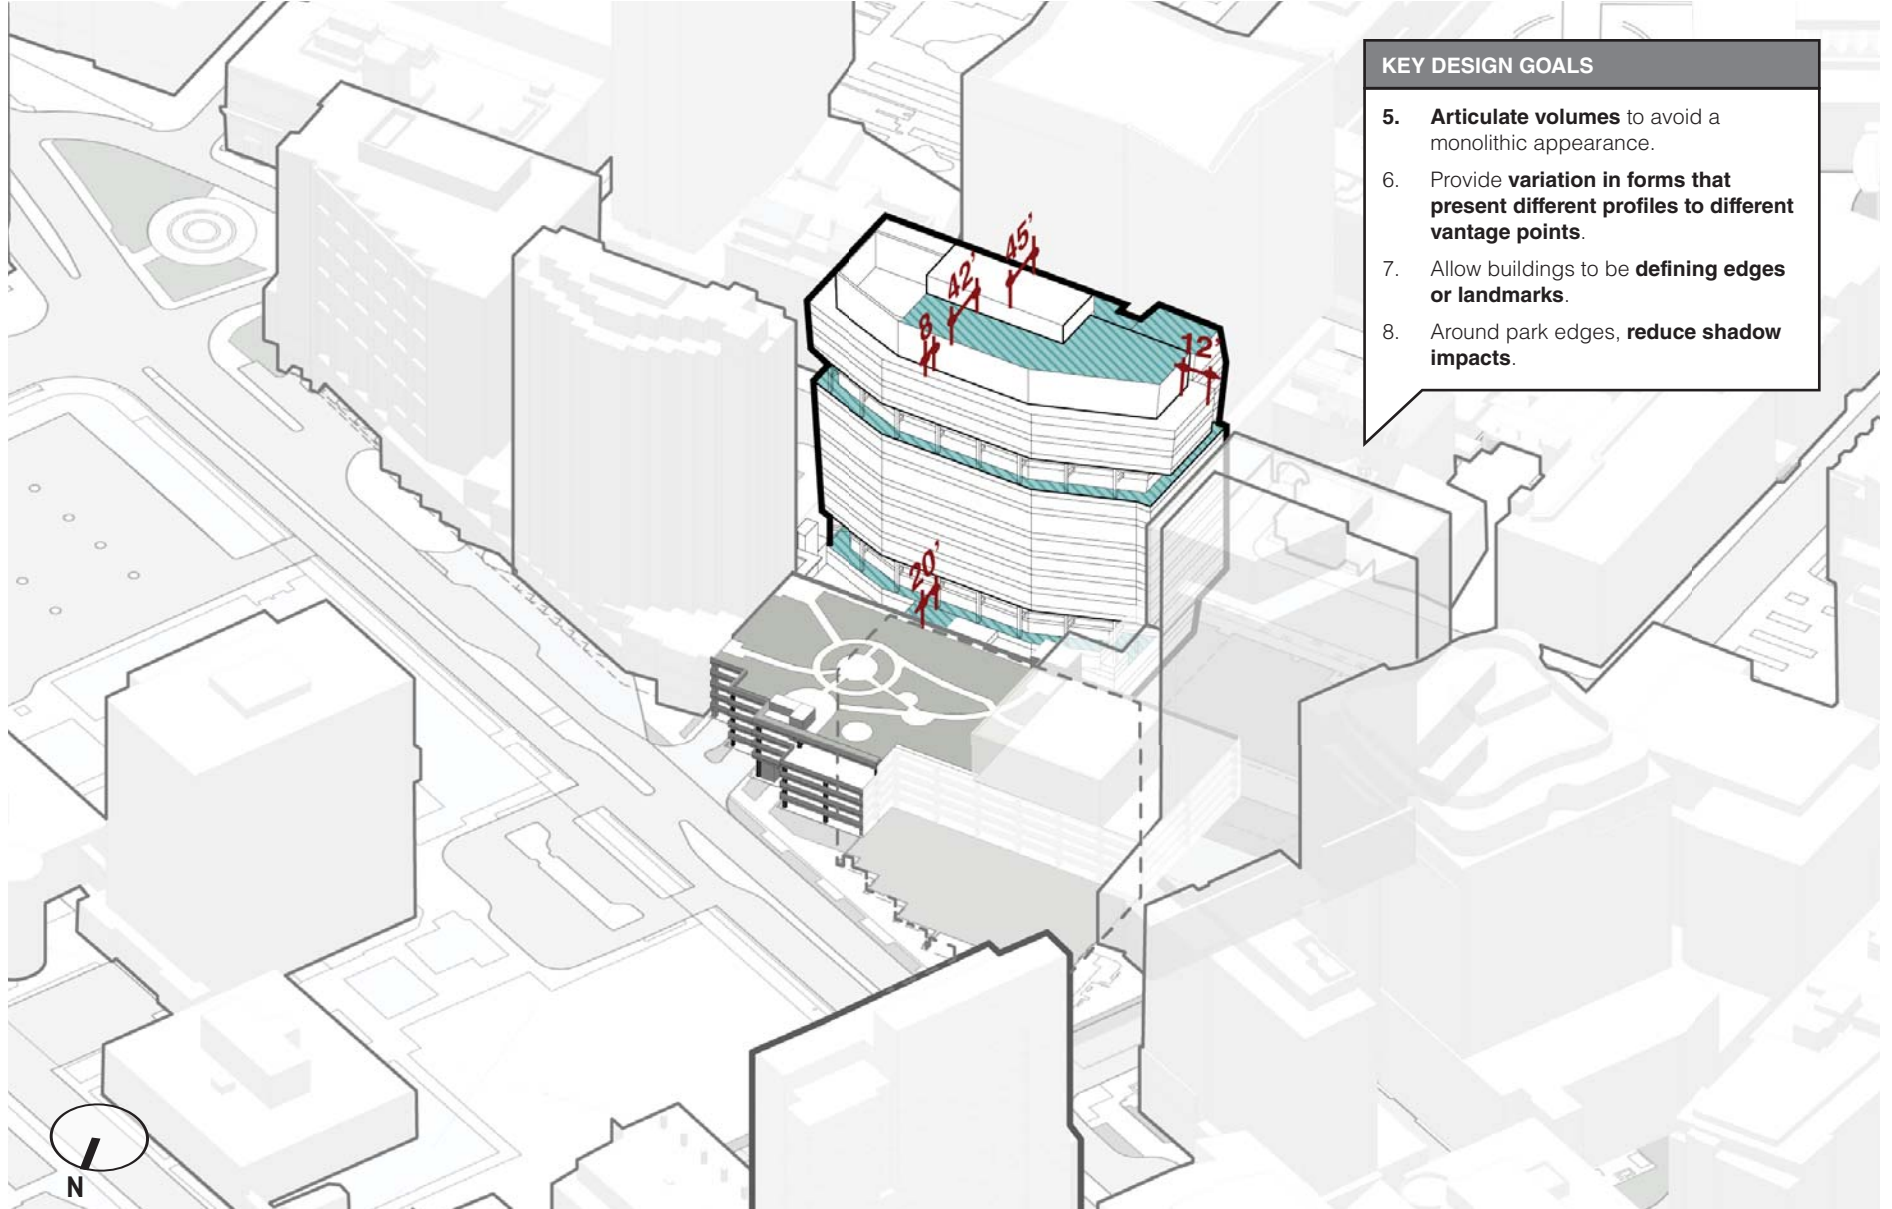 KEY DESIGN GOALS
5. Articulate volumes to avoid a
monolithic appearance.
6. Provide variation in forms that
present different profiles to different
vantage points.
7. Allow buildings to be defining edges
or landmarks.
8. Around park edges, reduce shadow
impacts.
45'
42'
8'
12'
20'
N